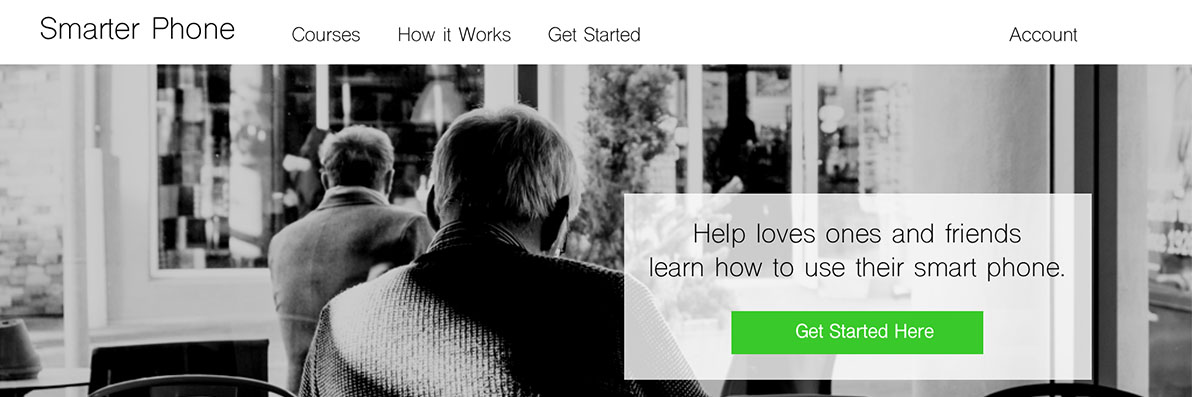 Smarter Phone
Courses
How it Works
Get Started
Account
Help loves ones and friends
learn how to use their smart phone.
Get Started Here